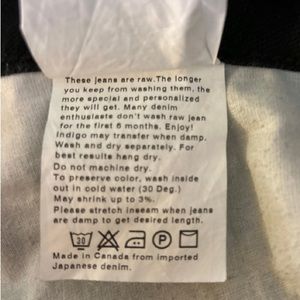 These jeans are raw.The longer
you keep from washing them, the
more special and personalized
they will get. Many denim
enthusiasts don't wash raw jean
for the first 6 months. Enjoy!
Indigo may transfer when damp.
Wash and dry separately. For
best results hang dry.
Do not machine dry.
To preserve color, wash inside
out in cold water (30 Deg.)
May shrink up to 3%.
Please stretch inseam when jeans
are damp to get desired length.
30 P
Made in Canada from imported
Japanese denim.